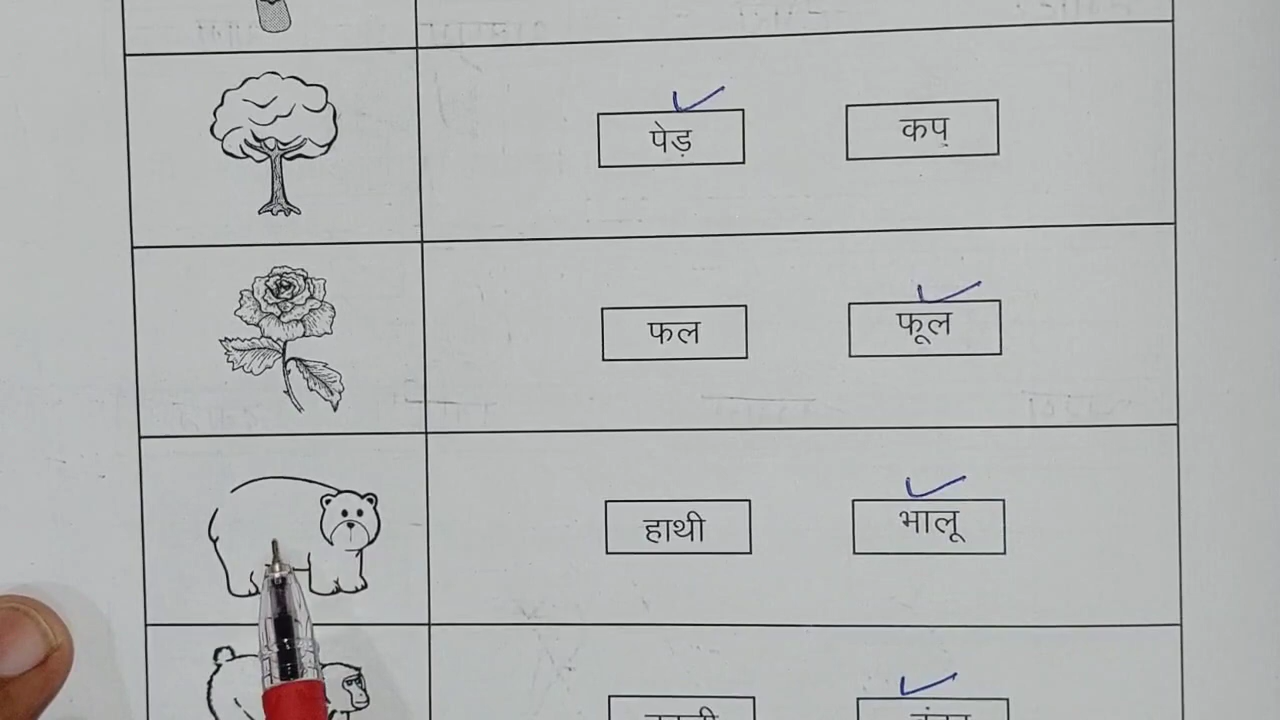 पेड़ कप
फल फूल
हाथी भालू